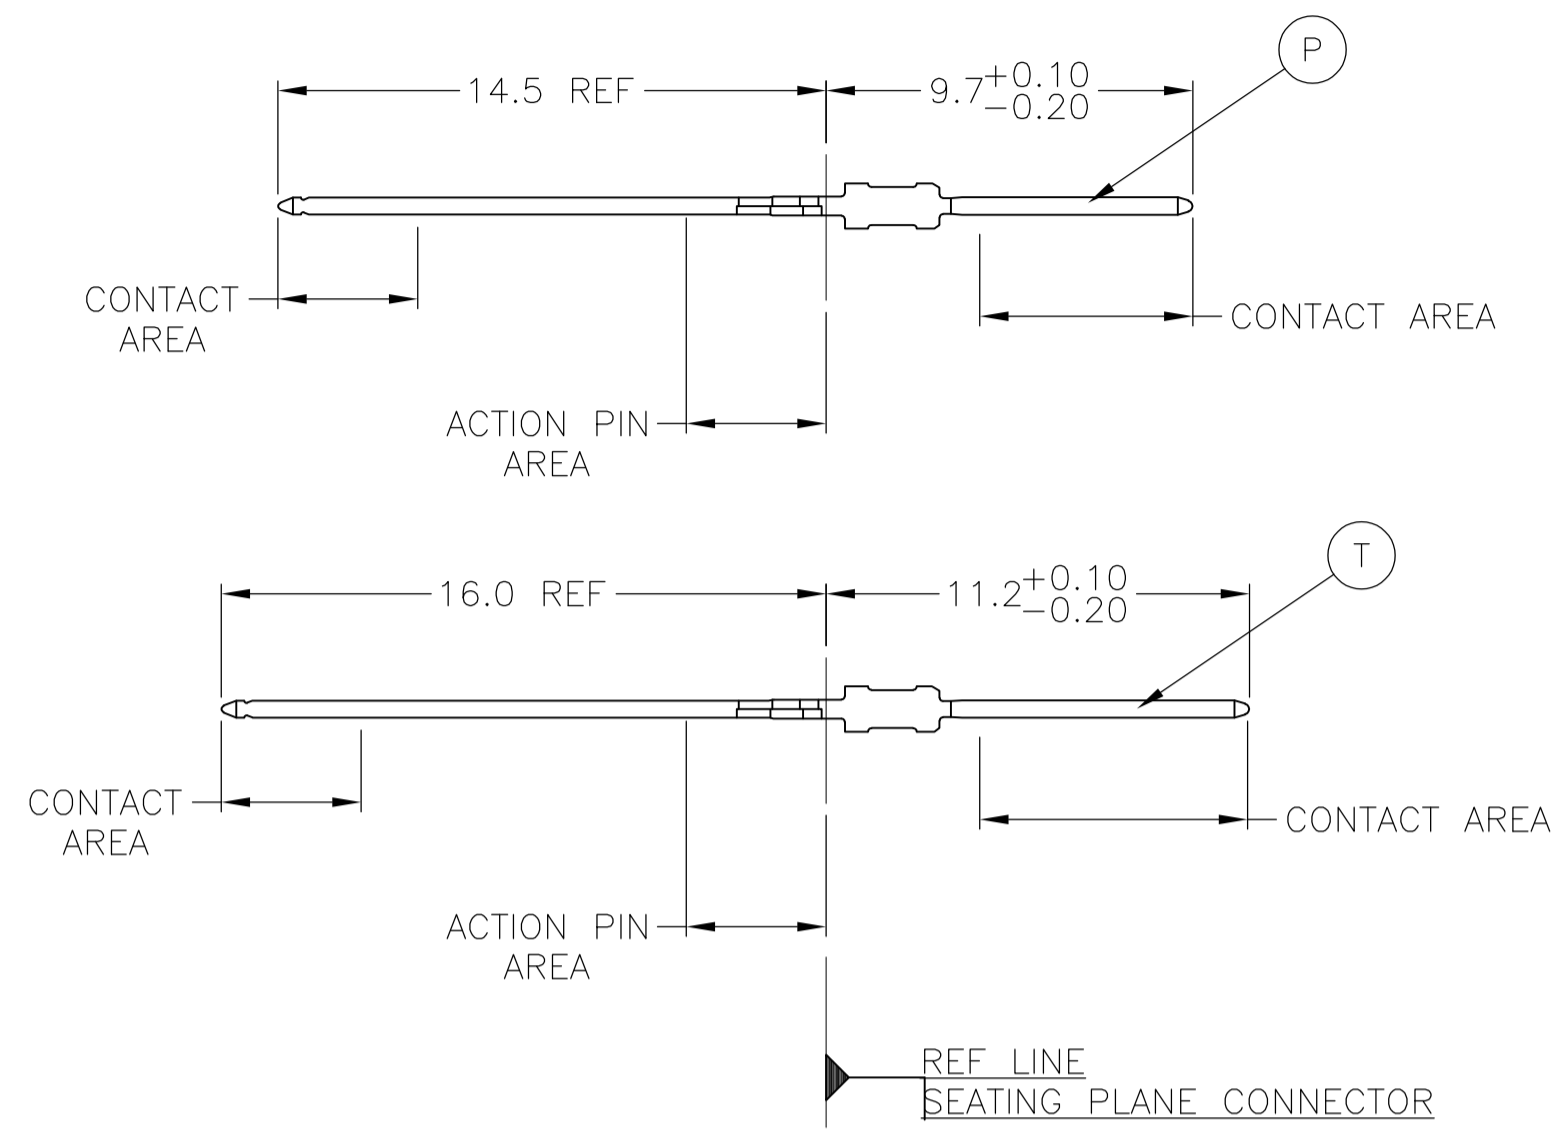 P
14.5 REF
9.7 +0.10
-0.20
CONTACT
AREA
CONTACT AREA
ACTION PIN
AREA
T
16.0 REF
11.2 +0.10
-0.20
CONTACT
AREA
CONTACT AREA
ACTION PIN
AREA
REF LINE
SEATING PLANE CONNECTOR